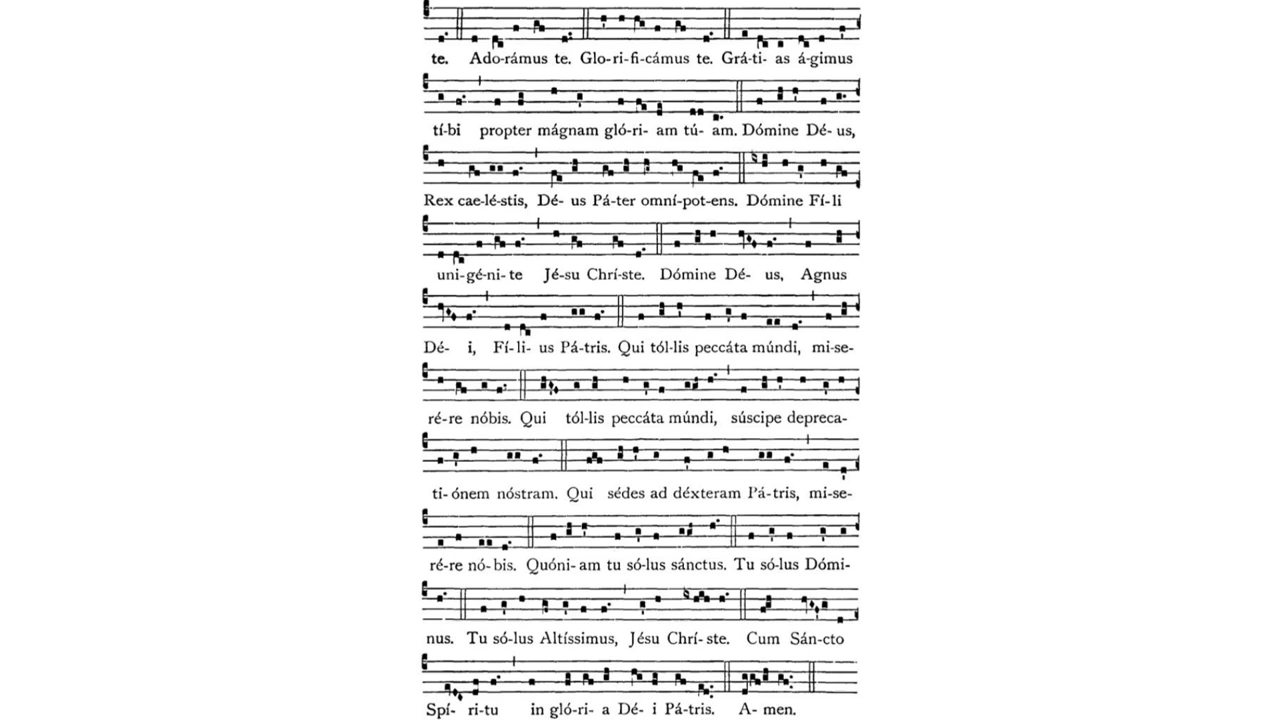 te. Ado-rámus te. Glo-ri-fi-cámus te. Grá-ti- as á-gimus
tí-bi propter mágnam gló-ri- am tú- am. Dómine Dé- us,
Rex cae-lé-stis, Dé- us Pá-ter omní-pot-ens. Dómine Fí-li
uni-gé-ni-te Jé-su Chrí-ste. Dómine Dé- us, Agnus
Dé- i, Fí-li- us Pá-tris. Qui tól-lis peccáta múndi, mi-se-
ré-re nóbis. Qui tól-lis peccáta múndi, súscipe depreca-
ti-ónem nóstram. Qui sédes ad déxteram Pá-tris, mi-se-
ré-re nó-bis. Quóni-am tu só-lus sánctus. Tu só-lus Dómi-
nus. Tu só-lus Altíssimus, Jésu Chrí-ste. Cum Sán-cto
Spí- ri-tu in gló-ri- a Dé- i Pá-tris. A- men.